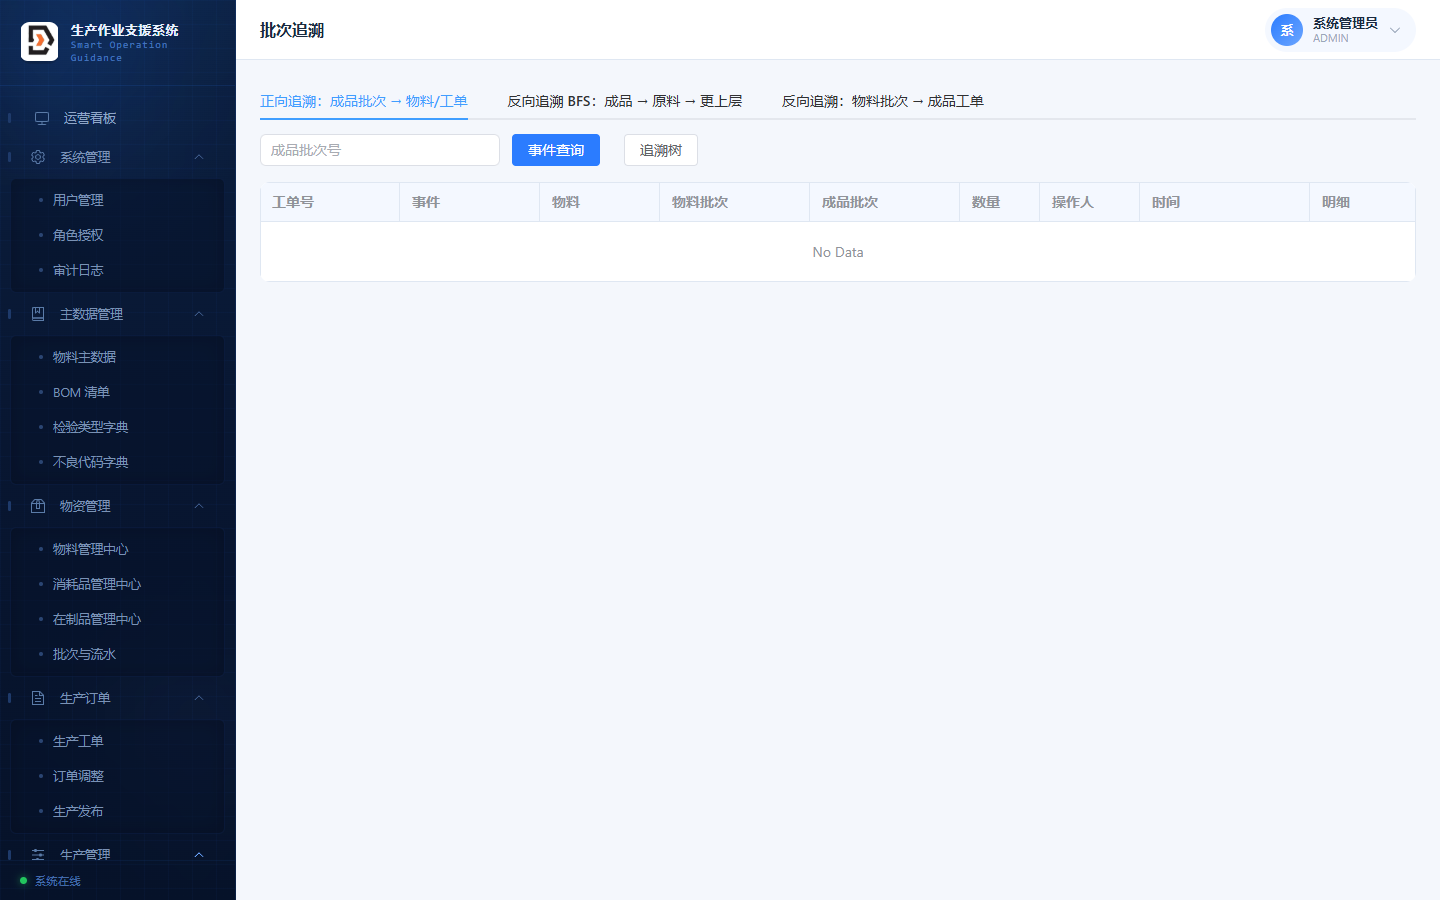 生产作业支援系统
Smart Operation
Guidance
批次追溯
系
系统管理员
ADMIN
运营看板
系统管理
用户管理
角色授权
审计日志
主数据管理
物料主数据
BOM 清单
检验类型字典
不良代码字典
物资管理
物料管理中心
消耗品管理中心
在制品管理中心
批次与流水
生产订单
生产工单
订单调整
生产发布
生产管理
系统在线
正向追溯：成品批次 → 物料/工单
反向追溯 BFS：成品 → 原料 → 更上层
反向追溯：物料批次 → 成品工单
成品批次号
事件查询
追溯树
工单号 事件 物料 物料批次 成品批次 数量 操作人 时间 明细
No Data